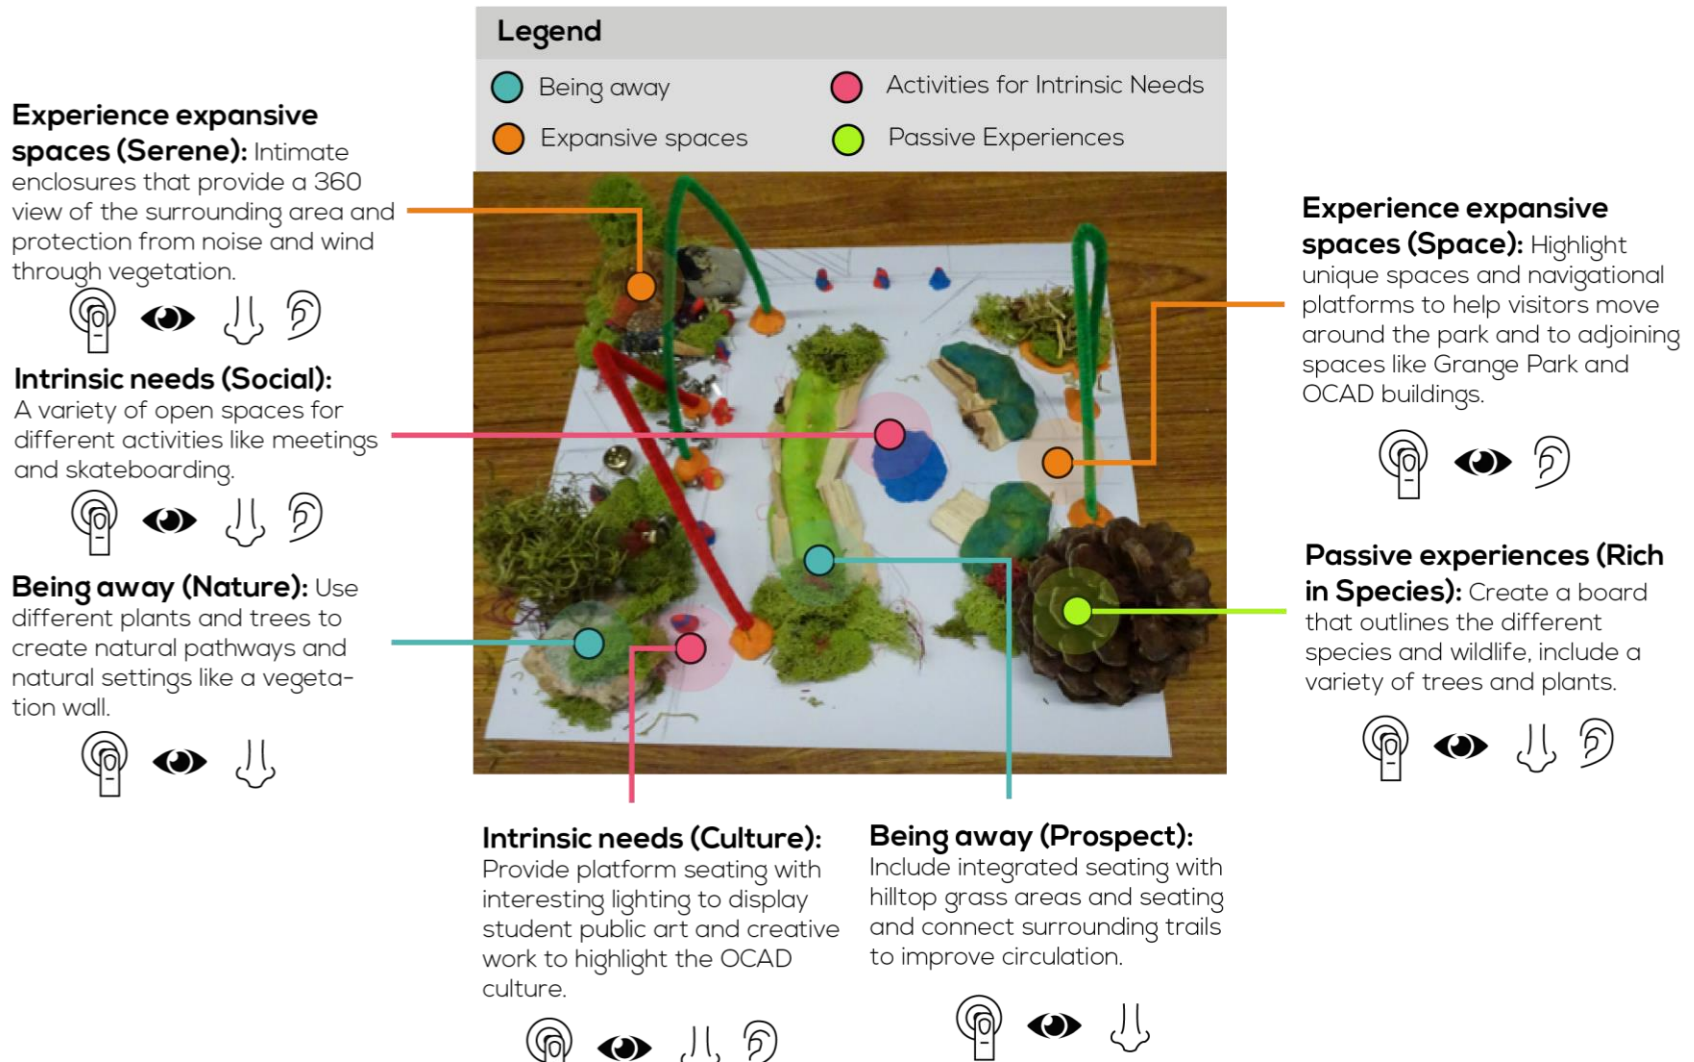 Legend
Being away
Activities for Intrinsic Needs
Expansive spaces
Passive Experiences
Experience expansive
spaces (Serene): Intimate
enclosures that provide a 360
view of the surrounding area and
protection from noise and wind
through vegetation.
Intrinsic needs (Social):
A variety of open spaces for
different activities like meetings
and skateboarding.
Being away (Nature): Use
different plants and trees to
create natural pathways and
natural settings like a vegeta-
tion wall.
Experience expansive
spaces (Space): Highlight
unique spaces and navigational
platforms to help visitors move
around the park and to adjoining
spaces like Grange Park and
OCAD buildings.
Passive experiences (Rich
in Species): Create a board
that outlines the different
species and wildlife, include a
variety of trees and plants.
Intrinsic needs (Culture):
Provide platform seating with
interesting lighting to display
student public art and creative
work to highlight the OCAD
culture.
Being away (Prospect):
Include integrated seating with
hilltop grass areas and seating
and connect surrounding trails
to improve circulation.